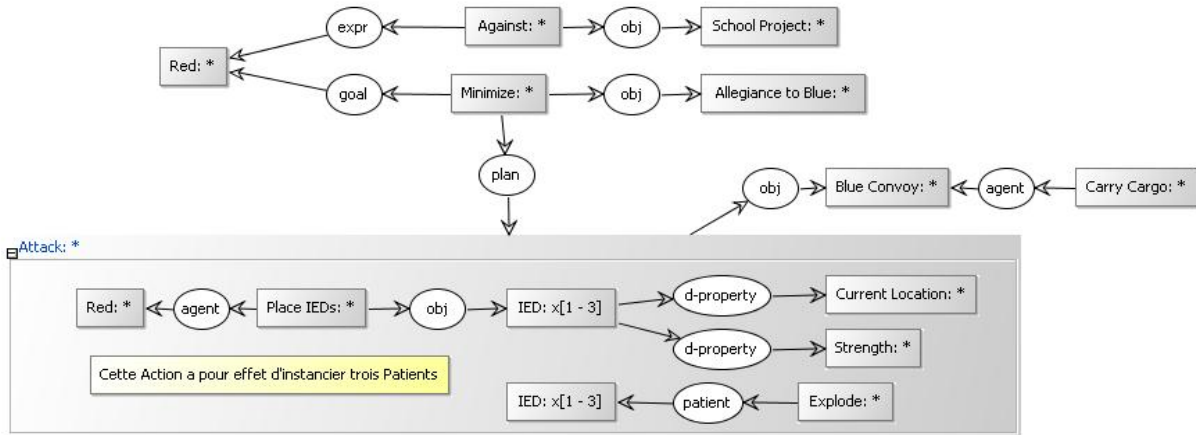 expr
Against: *
obj
School Project: *
Red: *
goal
Minimize: *
obj
Allegiance to Blue: *
plan
obj
Blue Convoy: *
agent
Carry Cargo: *
Attack: *
Red: *
agent
Place IEDs: *
obj
IED: x[1 - 3]
d-property
Current Location: *
d-property
Strength: *
Cette Action a pour effet d'instancier trois Patients
IED: x[1 - 3]
patient
Explode: *